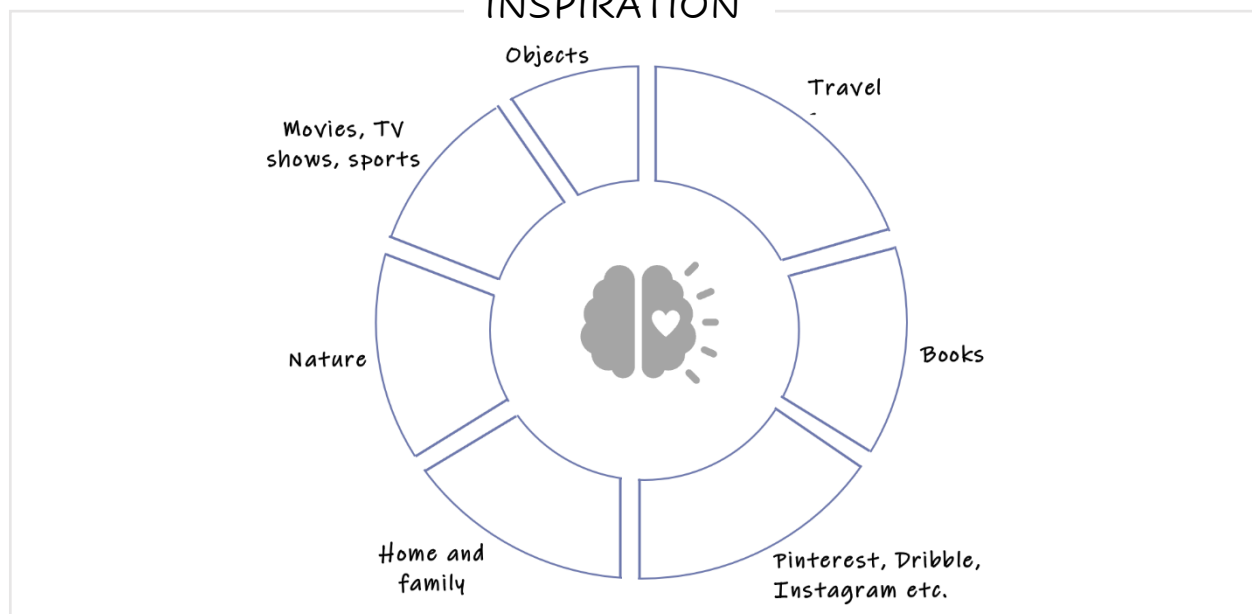 INSPIRATION
Objects
Travel
Movies, TV
shows, sports
Nature
Books
Home and
family
Pinterest, Dribble,
Instagram etc.